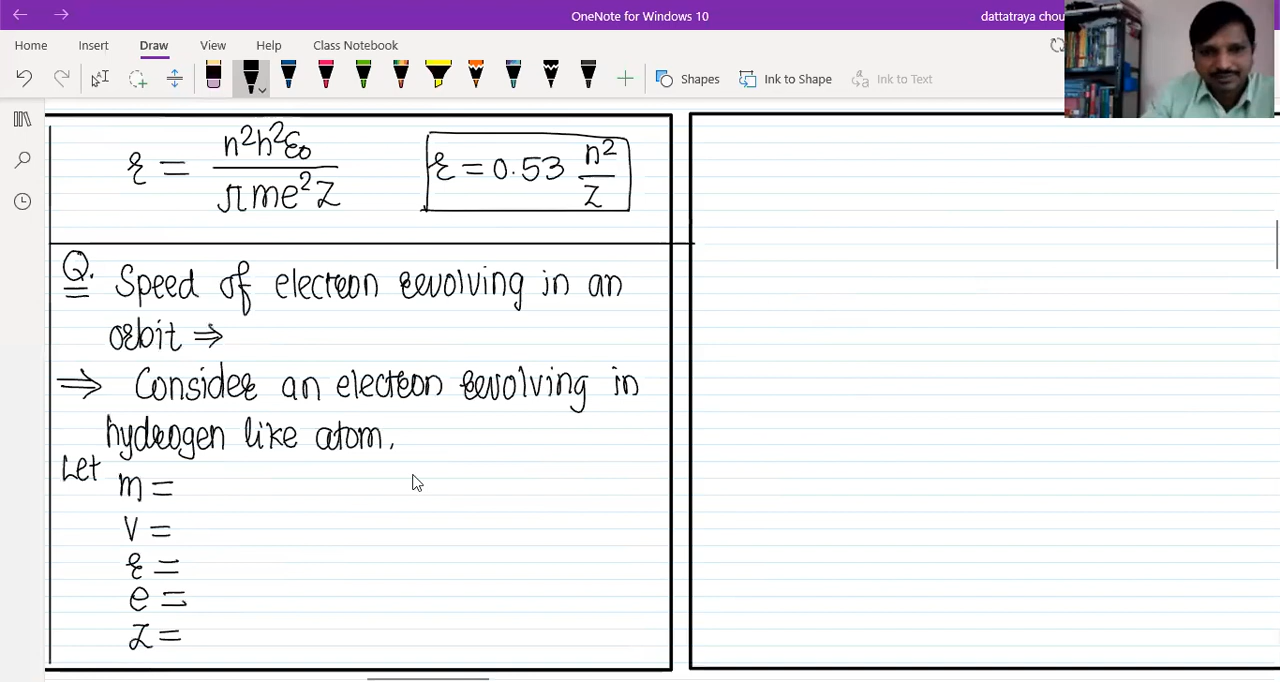 OneNote for Windows 10
dattatraya chou
Home Insert Draw View Help Class Notebook
Shapes Ink to Shape Ink to Text
r = n²h²ε₀ / πme²Z
r = 0.53 n²/Z
Q. Speed of electron revolving in an
orbit ⇒
⇒ Consider an electron revolving in
hydrogen like atom.
Let
m =
v =
r =
e =
Z =